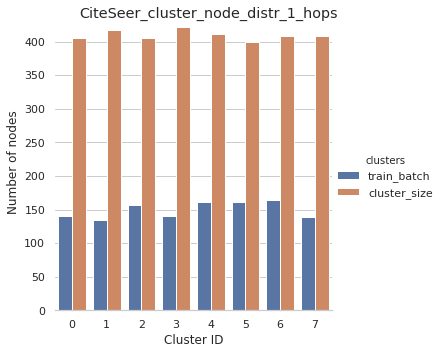 CiteSeer_cluster_node_distr_1_hops
400
350
300
250
200
150
100
50
0
Number of nodes
0 1 2 3 4 5 6 7
Cluster ID
clusters
train_batch
cluster_size